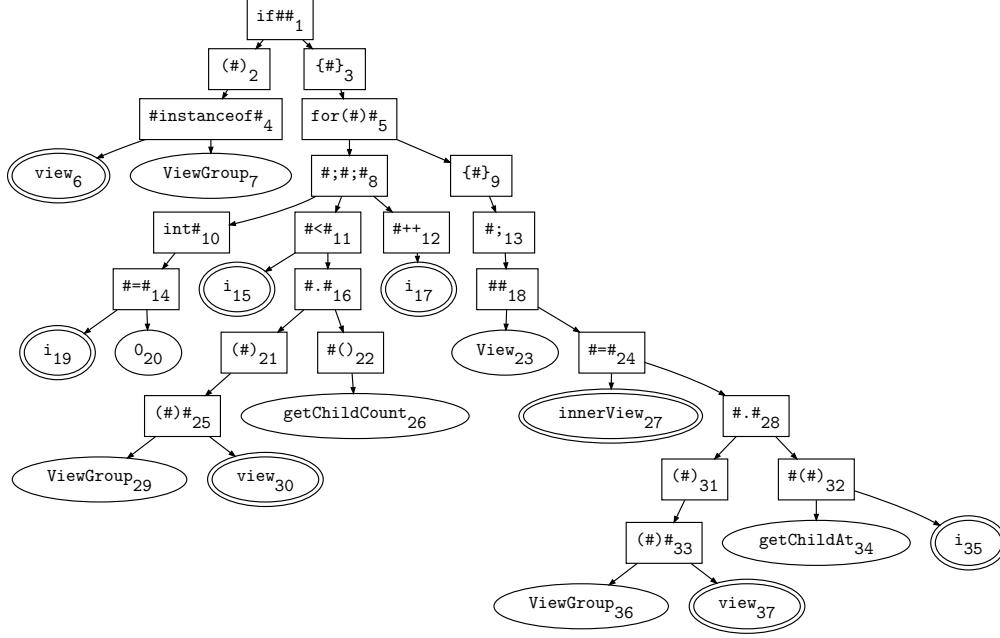 if##1
(#)2 {#}3
#instanceof#4 for(#)#5
view6 ViewGroup7 #;#;#8 {#}9
int#10 #<#11 #++12 #;13
#=#14 i15 #.#16 i17 ##18
i19 020 (#)21 #()22 View23 #=#24
(#)#25 getChildCount26 innerView27 #.#28
ViewGroup29 view30 (#)31 #(#)32
(#)#33 getChildAt34 i35
ViewGroup36 view37